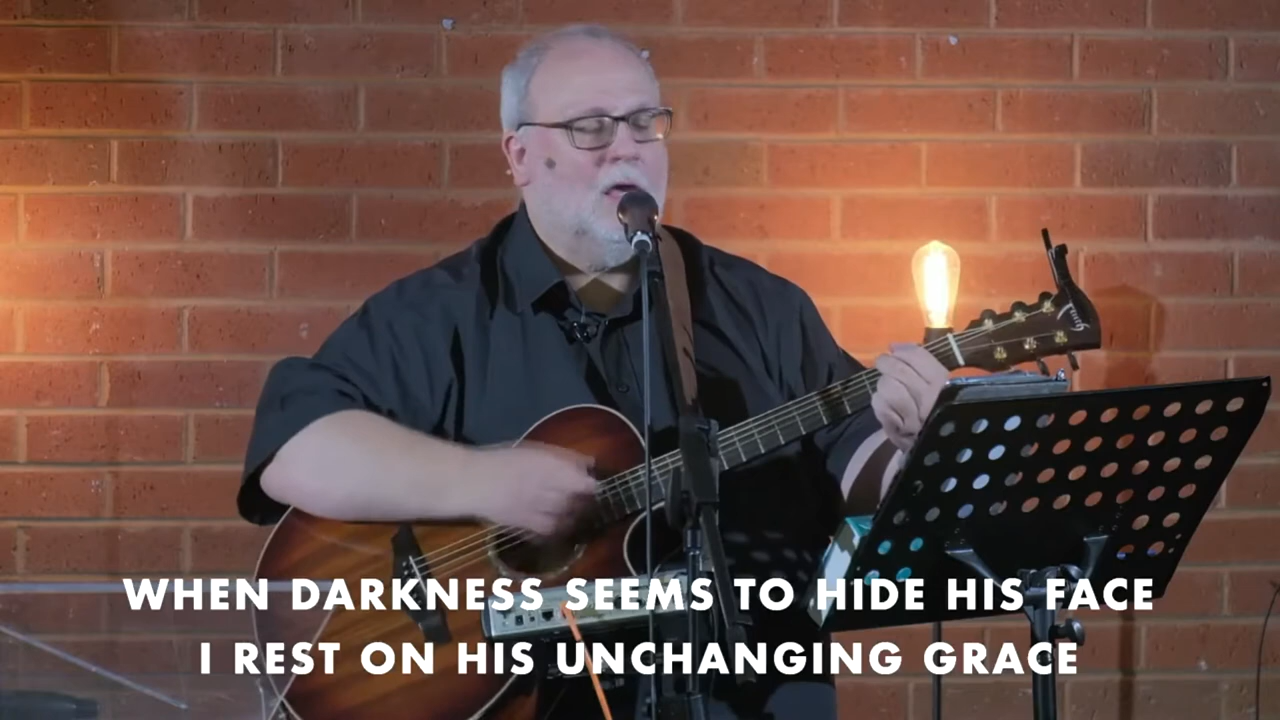 WHEN DARKNESS SEEMS TO HIDE HIS FACE
I REST ON HIS UNCHANGING GRACE